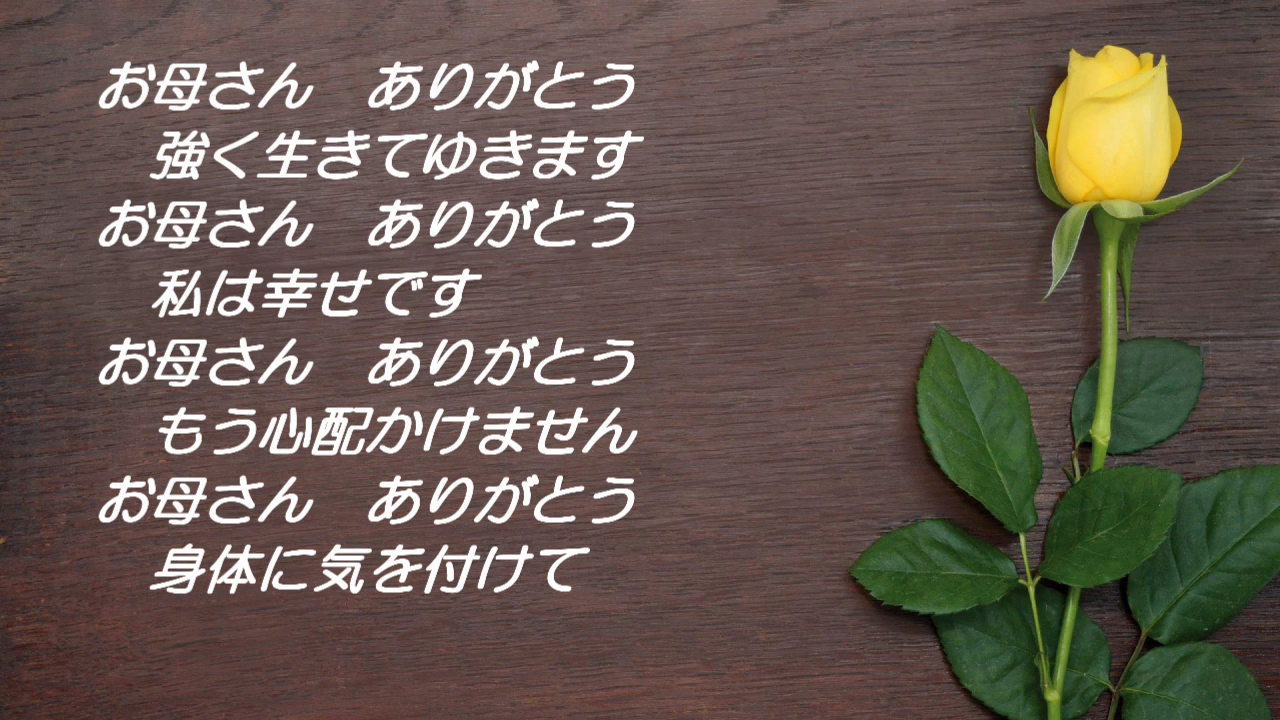 お母さん　ありがとう
強く生きてゆきます
お母さん　ありがとう
私は幸せです
お母さん　ありがとう
もう心配かけません
お母さん　ありがとう
身体に気を付けて